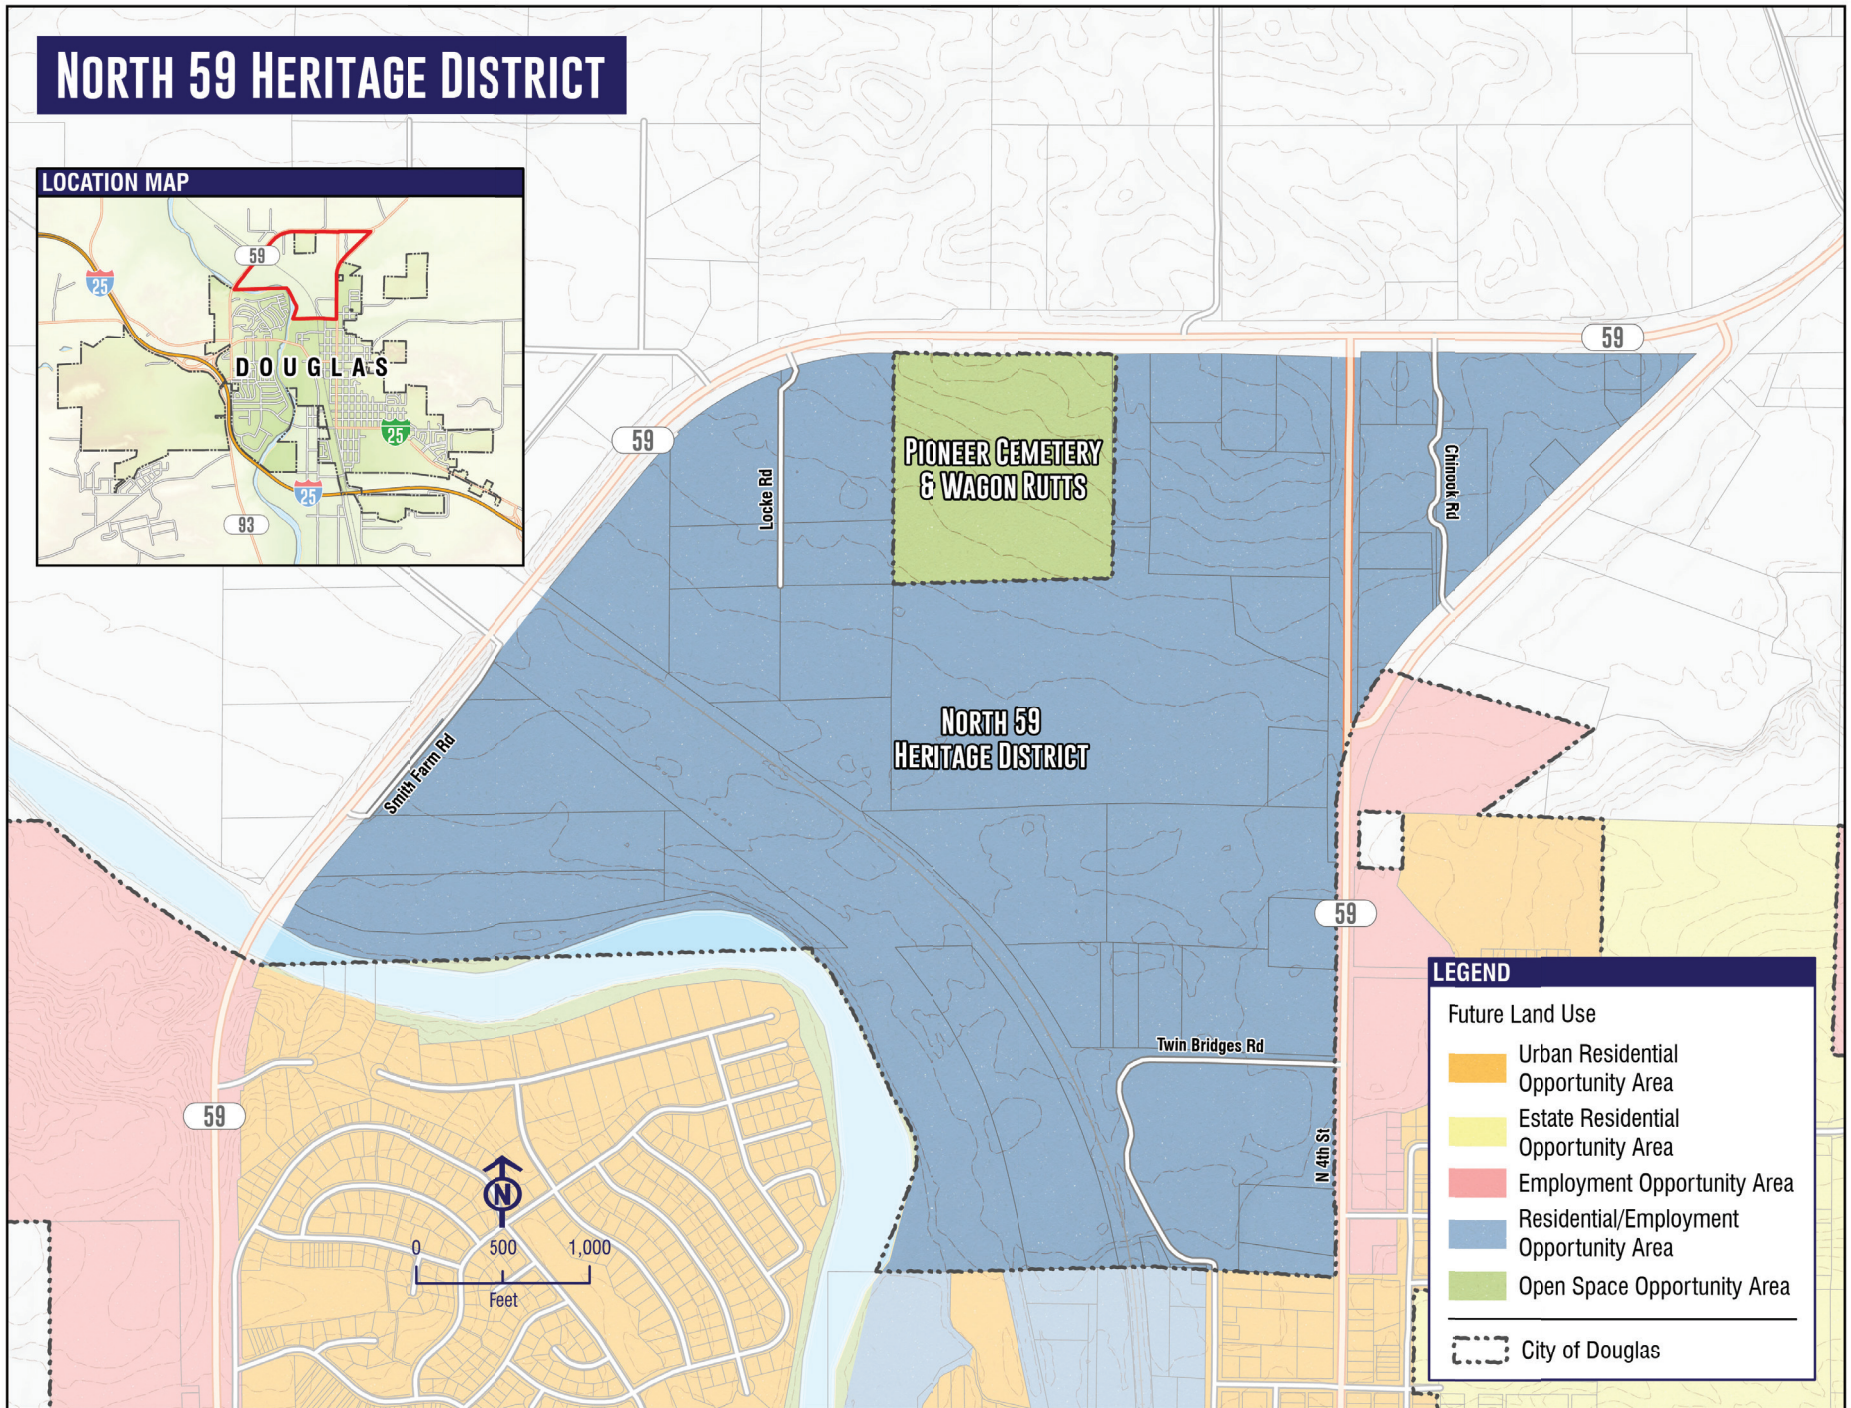 NORTH 59 HERITAGE DISTRICT
LOCATION MAP
59
25
DOUGLAS
25
25
93
59
59
Locke Rd
PIONEER CEMETERY
& WAGON RUTTS
Chinook Rd
NORTH 59
HERITAGE DISTRICT
Smith Farm Rd
59
Twin Bridges Rd
N 4th St
59
N
0 500 1,000
Feet
LEGEND
Future Land Use
Urban Residential
Opportunity Area
Estate Residential
Opportunity Area
Employment Opportunity Area
Residential/Employment
Opportunity Area
Open Space Opportunity Area
City of Douglas